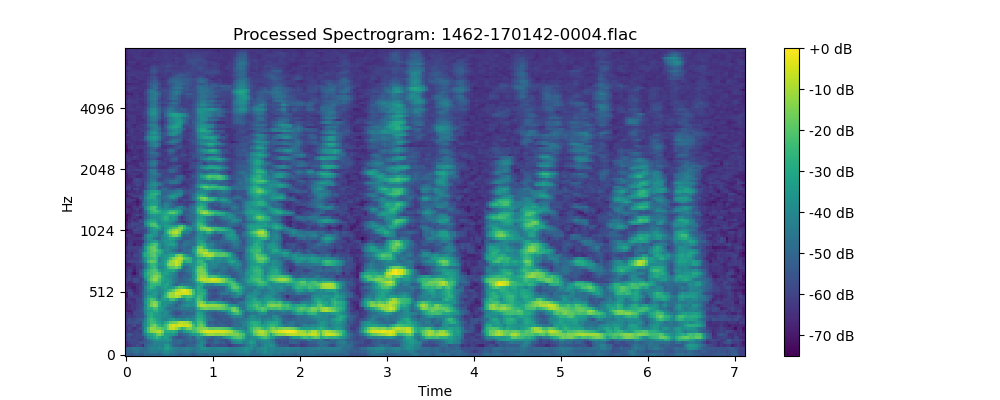 Processed Spectrogram: 1462-170142-0004.flac
Hz
4096
2048
1024
512
0
0 1 2 3 4 5 6 7
Time
+0 dB
-10 dB
-20 dB
-30 dB
-40 dB
-50 dB
-60 dB
-70 dB